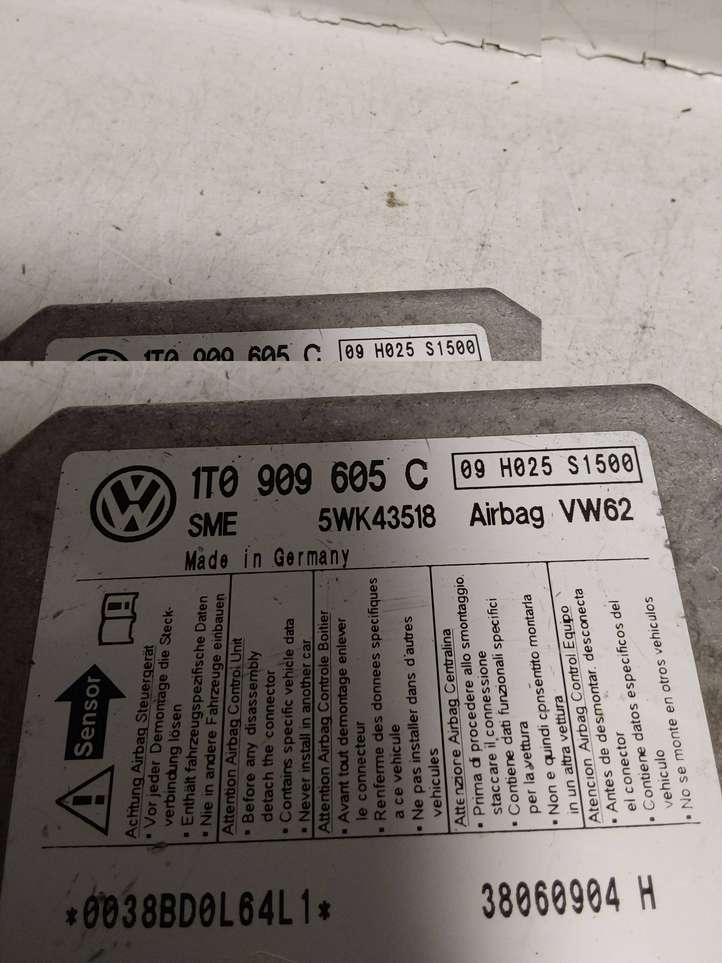 1T0 909 605 C 09 H025 S1500
1T0 909 605 C 09 H025 S1500
SME 5WK43518 Airbag VW62
Made in Germany
Sensor
Achtung Airbag Steuergerät
• Vor jeder Demontage die Steck-
verbindung lösen
• Enthält fahrzeugspezifische Daten
• Nie in andere Fahrzeuge einbauen
Attention Airbag Control Unit
• Before any disassembly
detach the connector
• Contains specific vehicle data
• Never install in another car
Attention Airbag Controle Boitier
• Avant tout demontage enlever
le connecteur
• Renferme des donnees specifiques
a ce vehicule
• Ne pas installer dans d'autres
vehicules
Attenzione Airbag Centralina
• Prima di procedere allo smontaggio.
staccare il connessione
• Contiene dati funzionali specifici
per la vettura
• Non e quindi consentito montarla
in un altra vettura
Atencion Airbag Control Equipo
• Antes de desmontar. desconecta
el conector
• Contiene datos especificos del
vehiculo
• No se monte en otros vehiculos
*0038BD0L64L1* 38060904 H